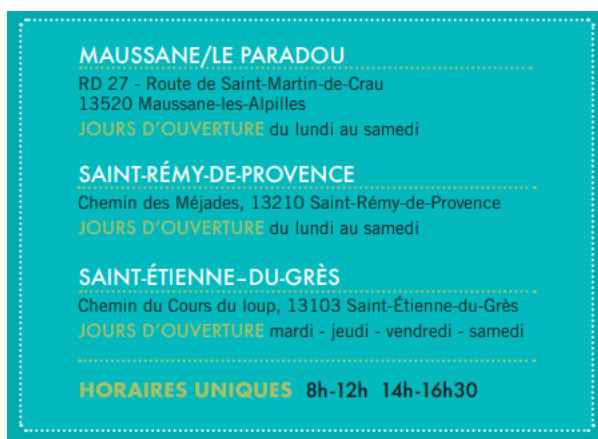 MAUSSANE/LE PARADOU
RD 27 - Route de Saint-Martin-de-Crau
13520 Maussane-les-Alpilles
JOURS D'OUVERTURE du lundi au samedi
SAINT-RÉMY-DE-PROVENCE
Chemin des Méjades, 13210 Saint-Rémy-de-Provence
JOURS D'OUVERTURE du lundi au samedi
SAINT-ÉTIENNE–DU-GRÈS
Chemin du Cours du loup, 13103 Saint-Étienne-du-Grès
JOURS D'OUVERTURE mardi - jeudi - vendredi - samedi
HORAIRES UNIQUES 8h-12h 14h-16h30